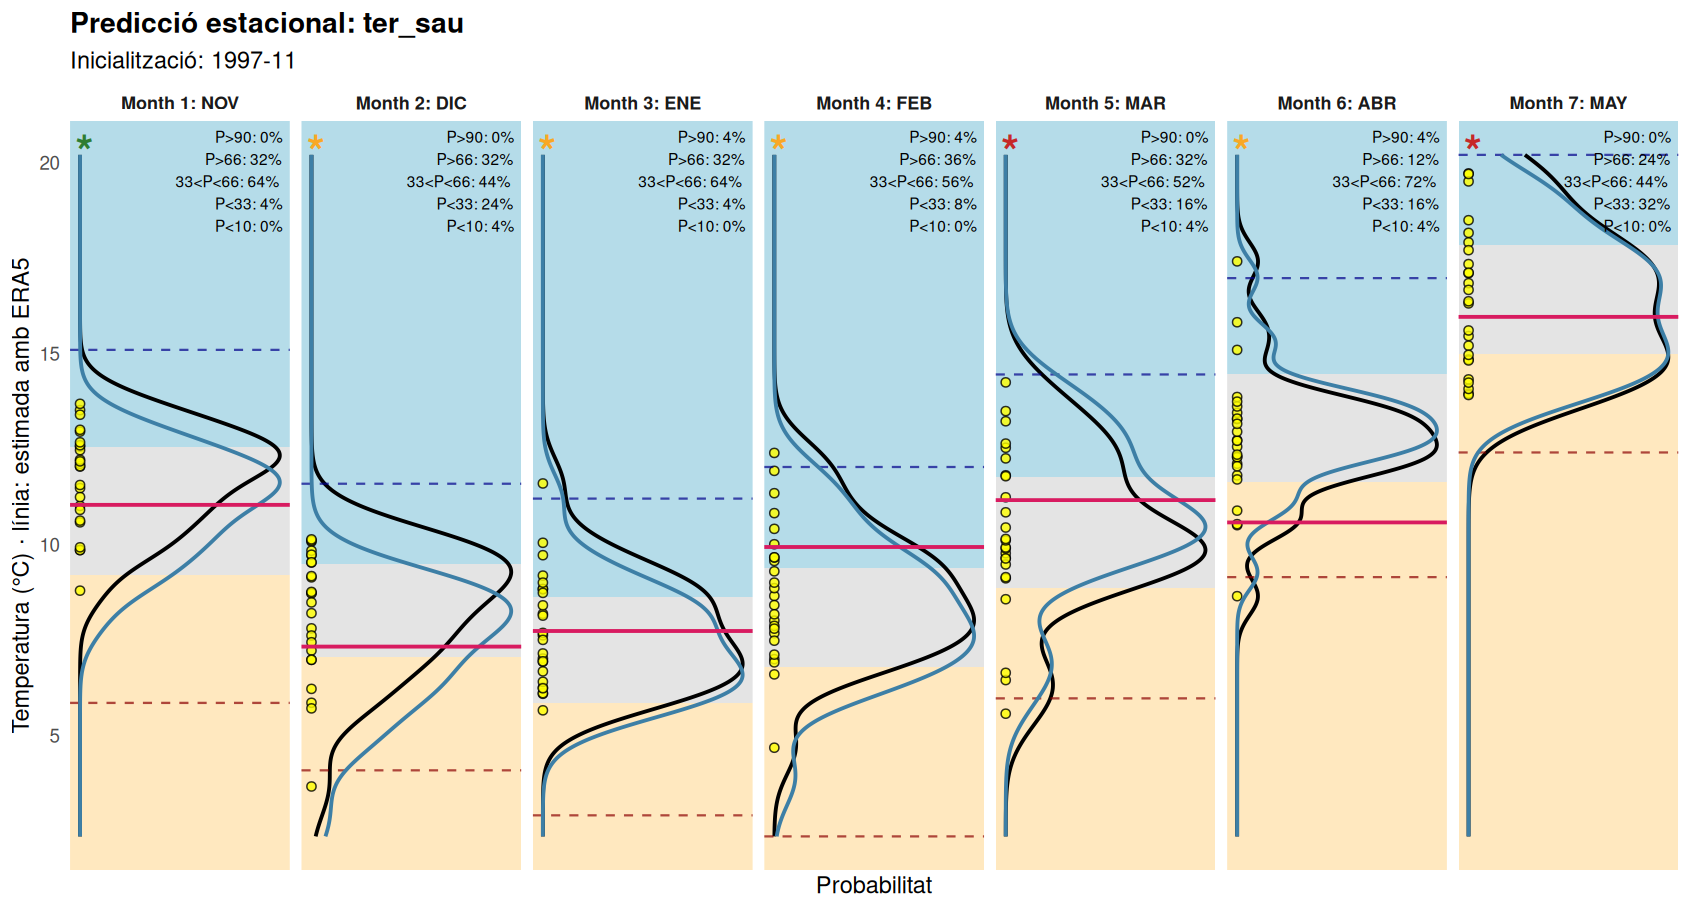 Predicció estacional: ter_sau
Inicialització: 1997-11
Month 1: NOV
Month 2: DIC
Month 3: ENE
Month 4: FEB
Month 5: MAR
Month 6: ABR
Month 7: MAY
*
P>90: 0%
P>66: 32%
33<P<66: 64%
P<33: 4%
P<10: 0%
*
P>90: 0%
P>66: 32%
33<P<66: 44%
P<33: 24%
P<10: 4%
*
P>90: 4%
P>66: 32%
33<P<66: 64%
P<33: 4%
P<10: 0%
*
P>90: 4%
P>66: 36%
33<P<66: 56%
P<33: 8%
P<10: 0%
*
P>90: 0%
P>66: 32%
33<P<66: 52%
P<33: 16%
P<10: 4%
*
P>90: 4%
P>66: 12%
33<P<66: 72%
P<33: 16%
P<10: 4%
*
P>90: 0%
P>66: 24%
33<P<66: 44%
P<33: 32%
P<10: 0%
20
15
10
5
Temperatura (°C) · línia: estimada amb ERA5
Probabilitat